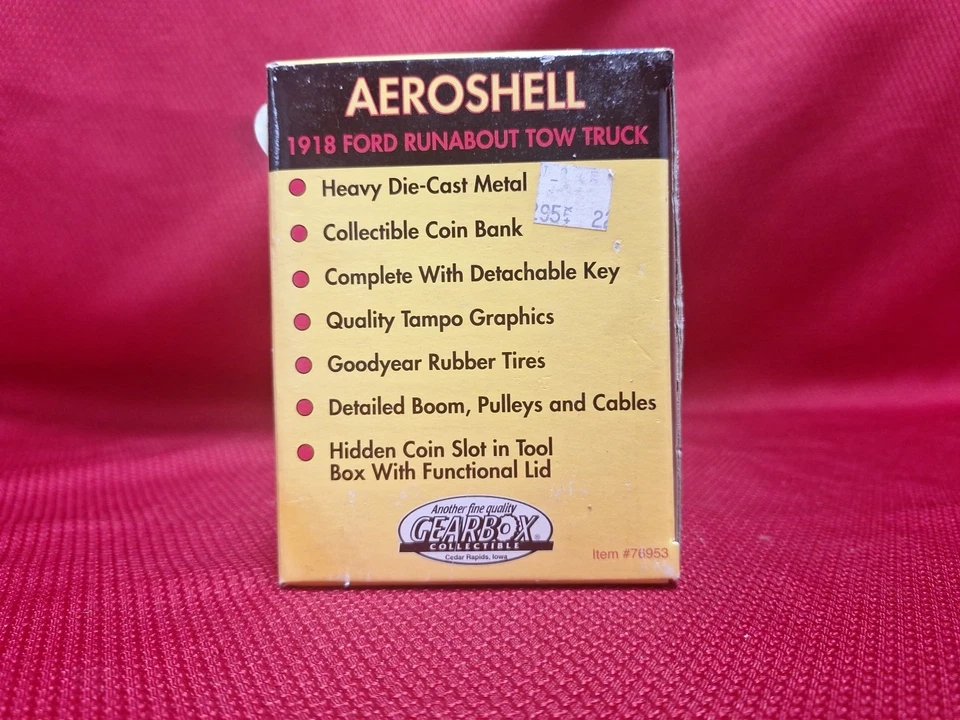 AEROSHELL
1918 FORD RUNABOUT TOW TRUCK
Heavy Die-Cast Metal
Collectible Coin Bank
Complete With Detachable Key
Quality Tampo Graphics
Goodyear Rubber Tires
Detailed Boom, Pulleys and Cables
Hidden Coin Slot in Tool
Box With Functional Lid
Another fine quality
GEARBOX
COLLECTIBLE
Cedar Rapids, Iowa
Item #76953